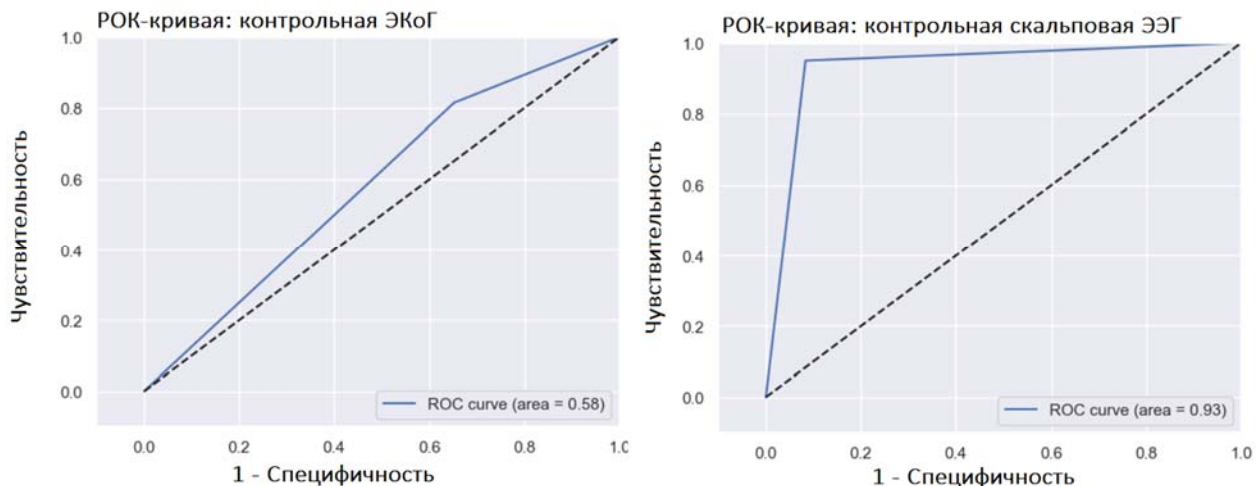 РОК-кривая: контрольная ЭКоГ
1.0
0.8
0.6
0.4
0.2
0.0
Чувствительность
ROC curve (area = 0.58)
0.0 0.2 0.4 0.6 0.8 1.0
1 - Специфичность
РОК-кривая: контрольная скальповая ЭЭГ
1.0
0.8
0.6
0.4
0.2
0.0
Чувствительность
ROC curve (area = 0.93)
0.0 0.2 0.4 0.6 0.8 1.0
1 - Специфичность